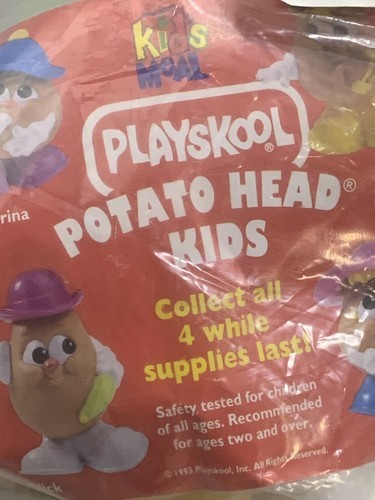 Kids
MEAL
PLAYSKOOL®
POTATO HEAD®
KIDS
rina
Collect all
4 while
supplies last!
Safety tested for children
of all ages. Recommended
for ages two and over.
© 1993 Playskool, Inc. All Rights Reserved.
lick